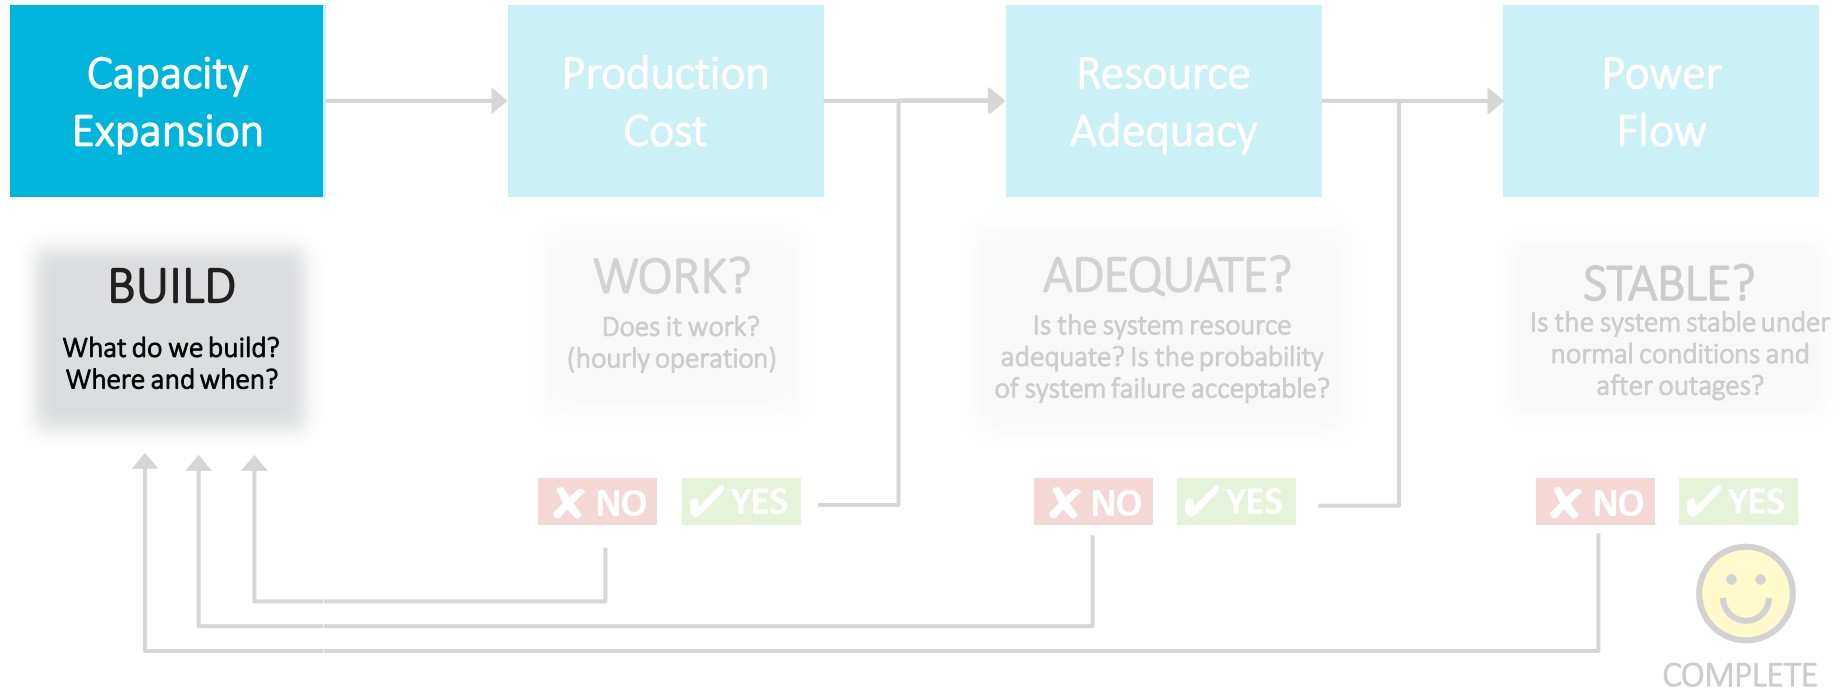 Capacity
Expansion
Production
Cost
Resource
Adequacy
Power
Flow
BUILD
What do we build?
Where and when?
WORK?
Does it work?
(hourly operation)
ADEQUATE?
Is the system resource
adequate? Is the probability
of system failure acceptable?
STABLE?
Is the system stable under
normal conditions and
after outages?
✘ NO
✔ YES
✘ NO
✔ YES
✘ NO
✔ YES
COMPLETE